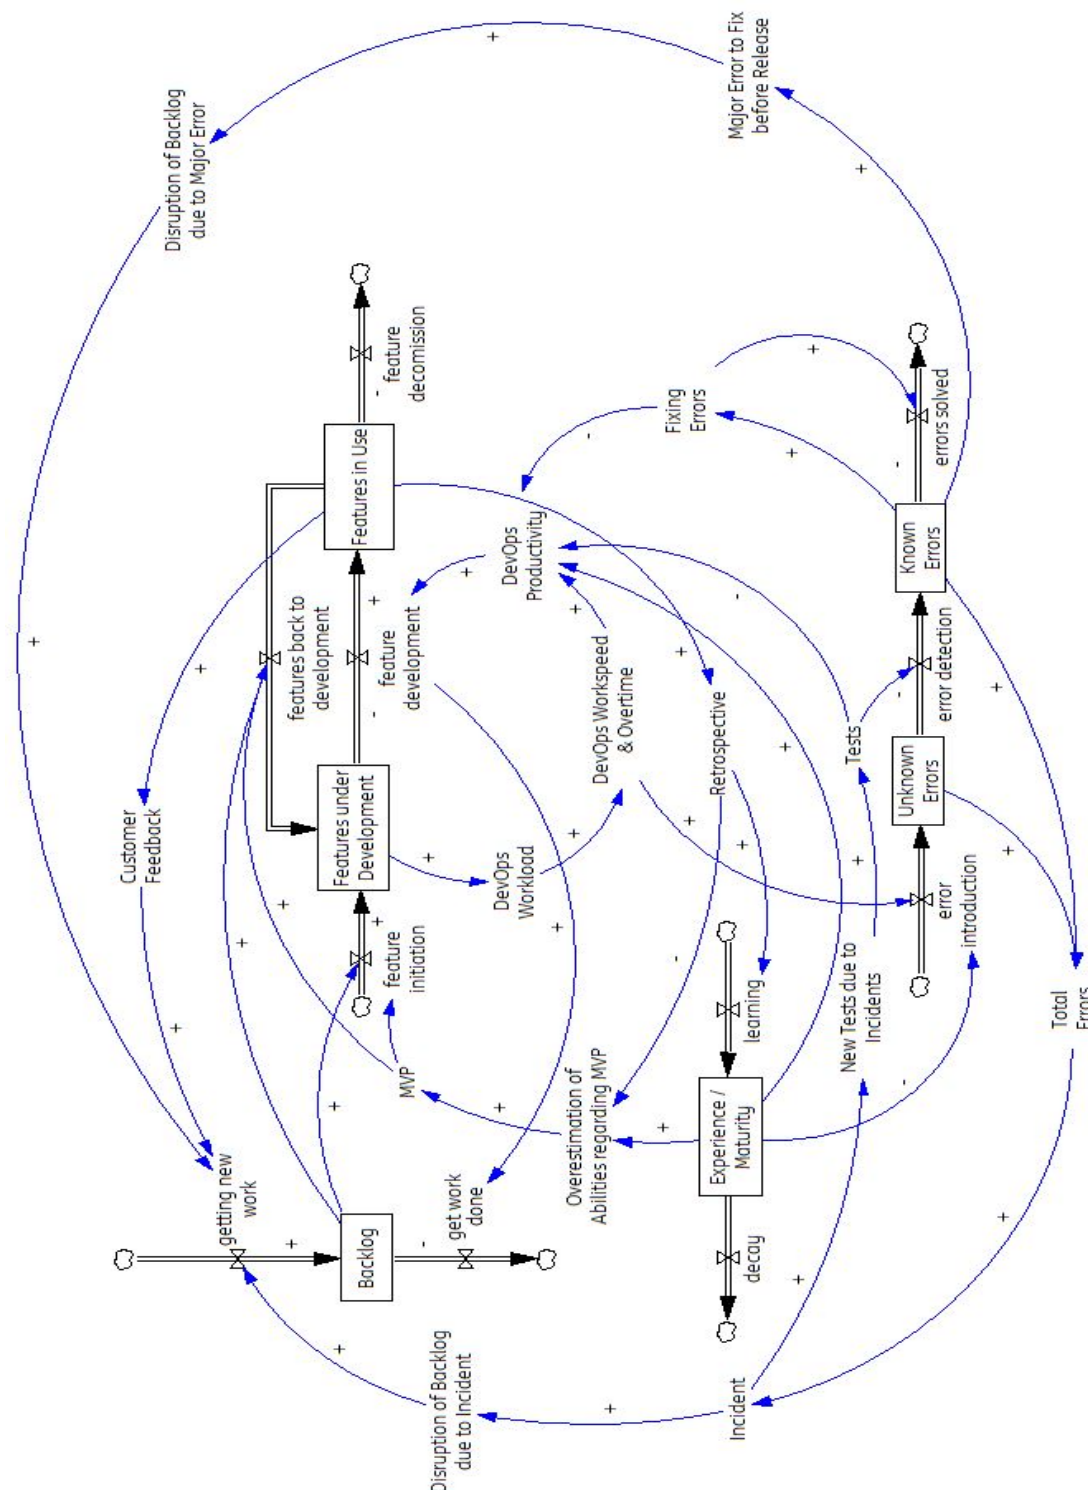 Disruption of Backlog
due to Major Error
+
Major Error to Fix
before Release
+
+
feature
decomission
-
Features in Use
features back to
development
+
+
-
feature
development
+
Customer
Feedback
+
+
Features under
Development
feature
initiation
+
+
DevOps
Workload
+
DevOps Workspeed
& Overtime
+
+
DevOps
Productivity
+
-
Fixing
Errors
+
+
errors solved
-
Known
Errors
+
error detection
-
Unknown
Errors
+
error
introduction
-
Tests
-
+
New Tests due to
Incidents
+
Total
Errors
+
Retrospective
+
+
-
learning
+
Experience /
Maturity
decay
Overestimation of
Abilities regarding MVP
+
+
MVP
+
+
+
getting new
work
+
Backlog
-
get work
done
+
Disruption of Backlog
due to Incident
+
+
Incident